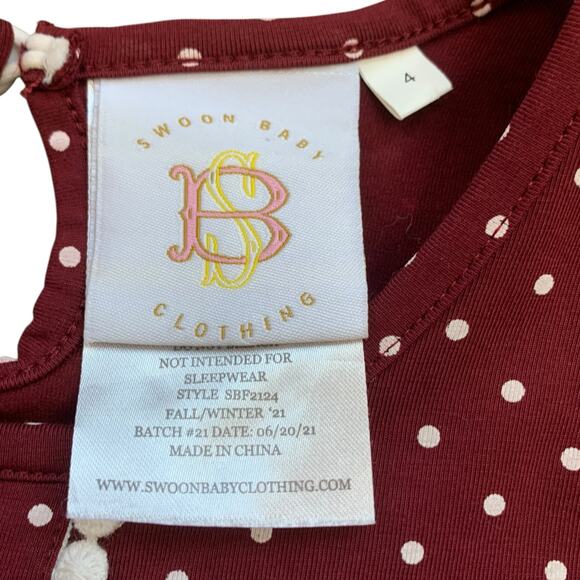 SWOON BABY
BS
CLOTHING
4
NOT INTENDED FOR
SLEEPWEAR
STYLE SBF2124
FALL/WINTER '21
BATCH #21 DATE: 06/20/21
MADE IN CHINA
WWW.SWOONBABYCLOTHING.COM